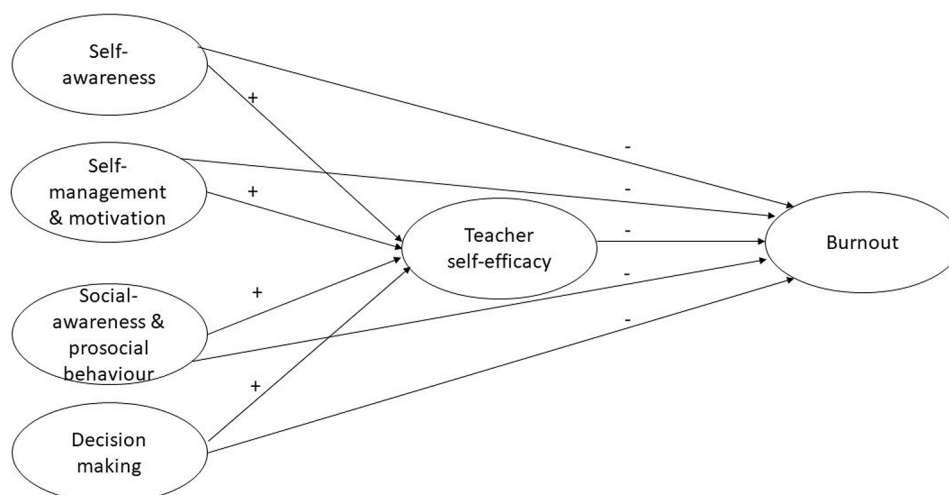 Self-
awareness
+
-
Self-
management
& motivation
+
-
Teacher
self-efficacy
-
Burnout
Social-
awareness &
prosocial
behaviour
+
-
Decision
making
+
-